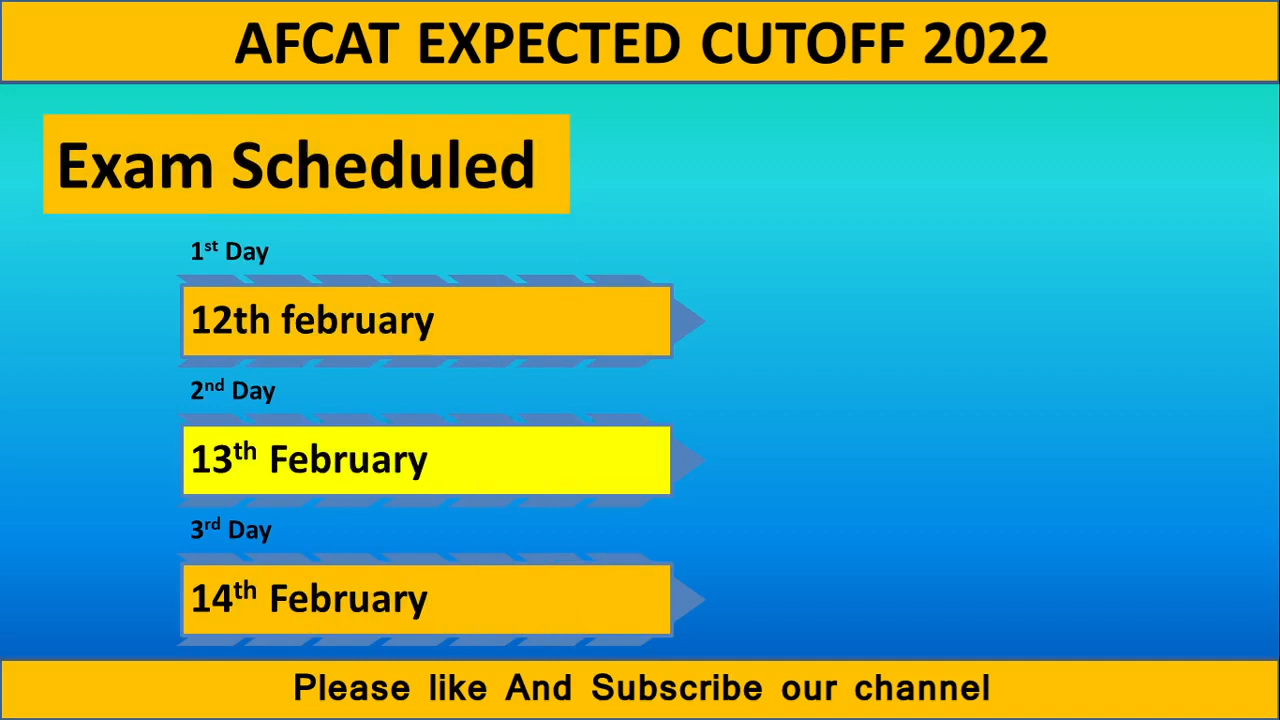 AFCAT EXPECTED CUTOFF 2022
Exam Scheduled
1st Day
12th february
2nd Day
13th February
3rd Day
14th February
Please like And Subscribe our channel